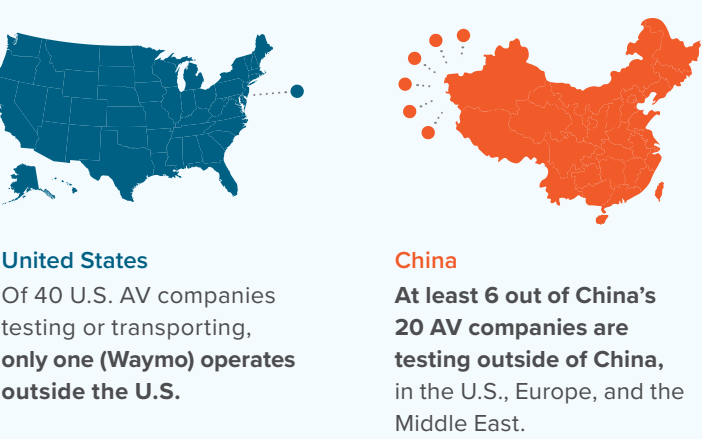 United States
Of 40 U.S. AV companies
testing or transporting,
only one (Waymo) operates
outside the U.S.
China
At least 6 out of China’s
20 AV companies are
testing outside of China,
in the U.S., Europe, and the
Middle East.